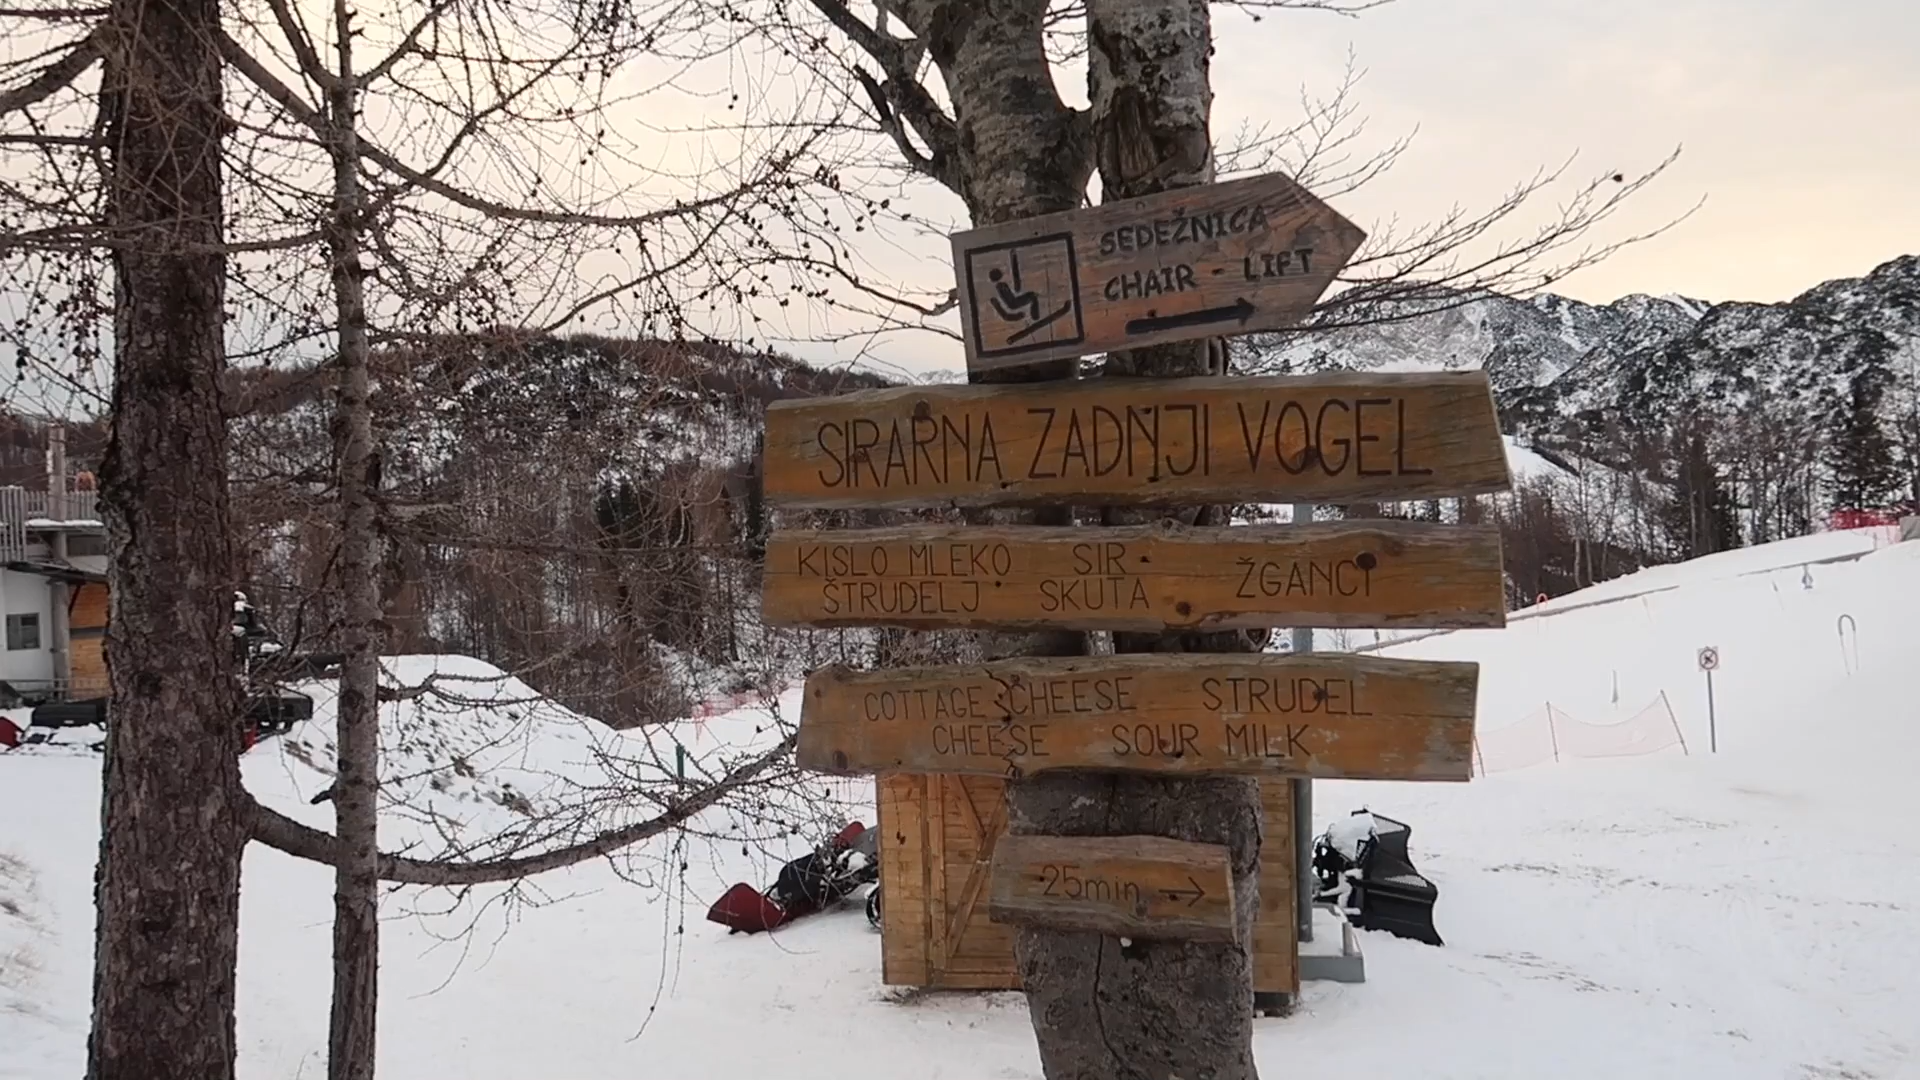 SEDEŽNICA
CHAIR - LIFT
SIRARNA ZADNJI VOGEL
KISLO MLEKO SIR ŽGANCI
ŠTRUDELJ SKUTA
COTTAGE CHEESE STRUDEL
CHEESE SOUR MILK
25min →